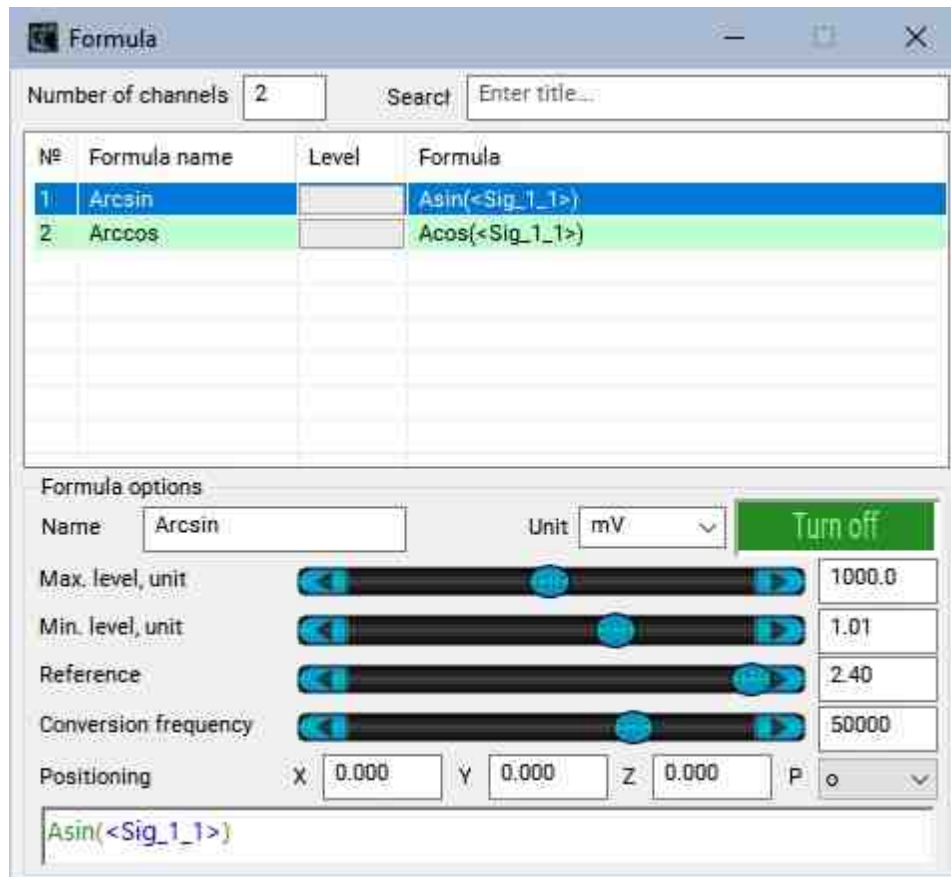 Formula
Number of channels 2 Searcl Enter title...
Nº Formula name Level Formula
1 Arcsin Asin(<Sig_1_1>)
2 Arccos Acos(<Sig_1_1>)
Formula options
Name Arcsin Unit mV Turn off
Max. level, unit 1000.0
Min. level, unit 1.01
Reference 2.40
Conversion frequency 50000
Positioning X 0.000 Y 0.000 Z 0.000 P o
Asin(<Sig_1_1>)